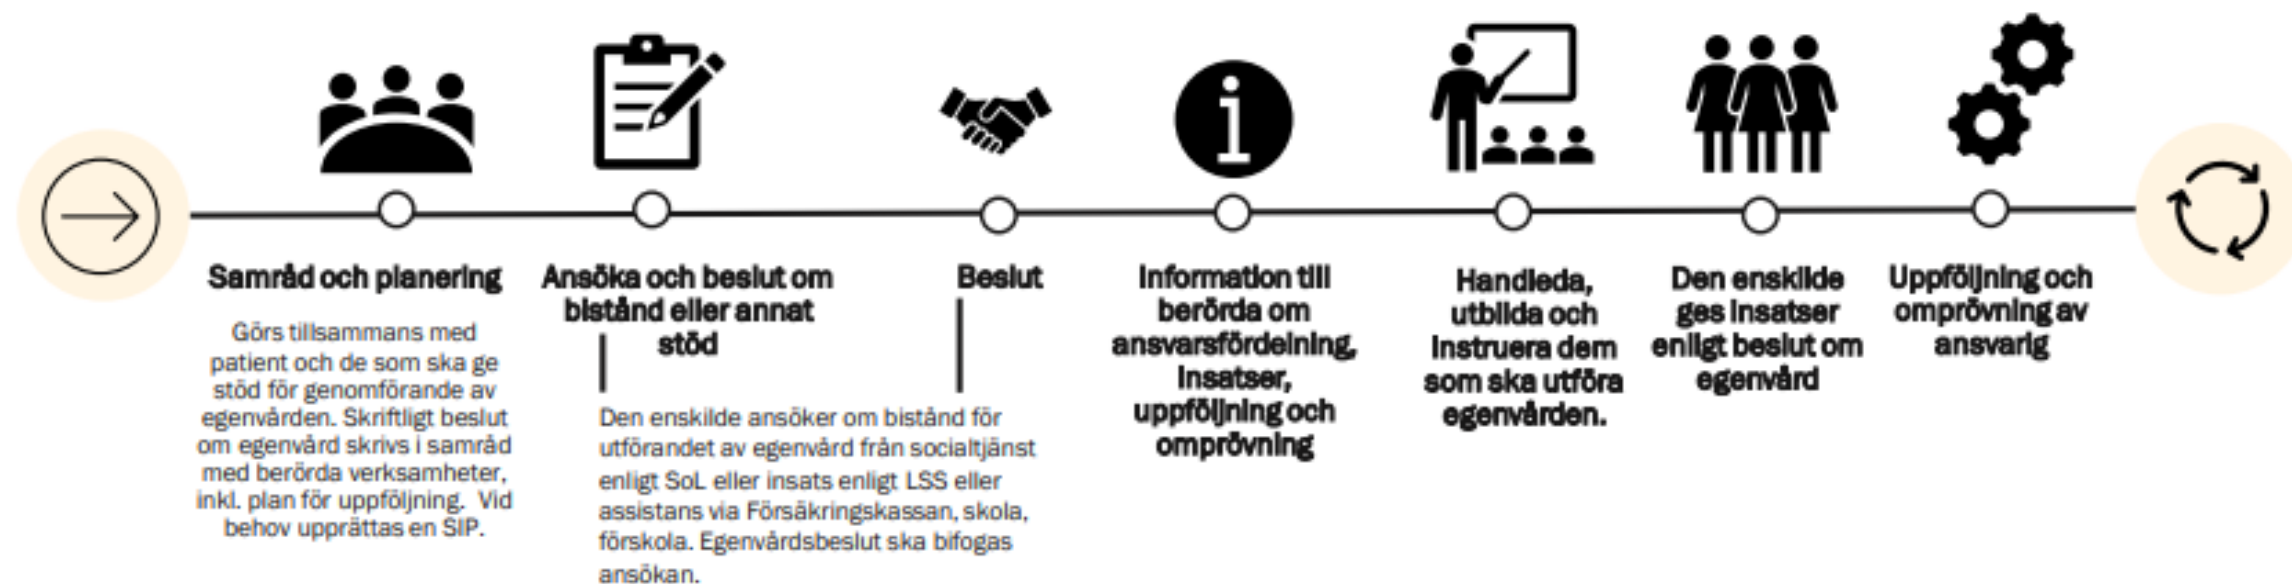 Samråd och planering
Görs tillsammans med
patient och de som ska ge
stöd för genomförande av
egenvården. Skriftligt beslut
om egenvård skrivs i samråd
med berörda verksamheter,
inkl. plan för uppföljning. Vid
behov upprättas en SIP.
Ansöka och beslut om
bistånd eller annat
stöd
Beslut
Den enskilde ansöker om bistånd för
utförandet av egenvård från socialtjänst
enligt SoL eller insats enligt LSS eller
assistans via Försäkringskassan, skola,
förskola. Egenvårdsbeslut ska bifogas
ansökan.
Information till
berörda om
ansvarsfördelning,
insatser,
uppföljning och
omprövning
Handleda,
utbilda och
instruera dem
som ska utföra
egenvården.
Den enskilde
ges insatser
enligt beslut om
egenvård
Uppföljning och
omprövning av
ansvarig